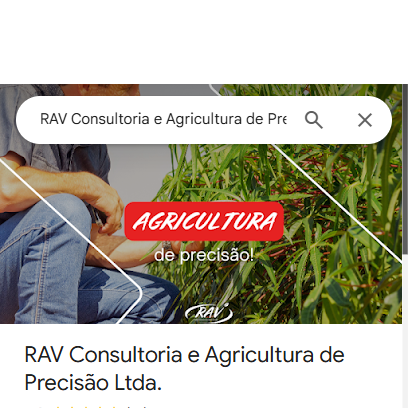 RAV Consultoria e Agricultura de Pre
AGRICULTURA
de precisão!
RAV
RAV Consultoria e Agricultura de
Precisão Ltda.